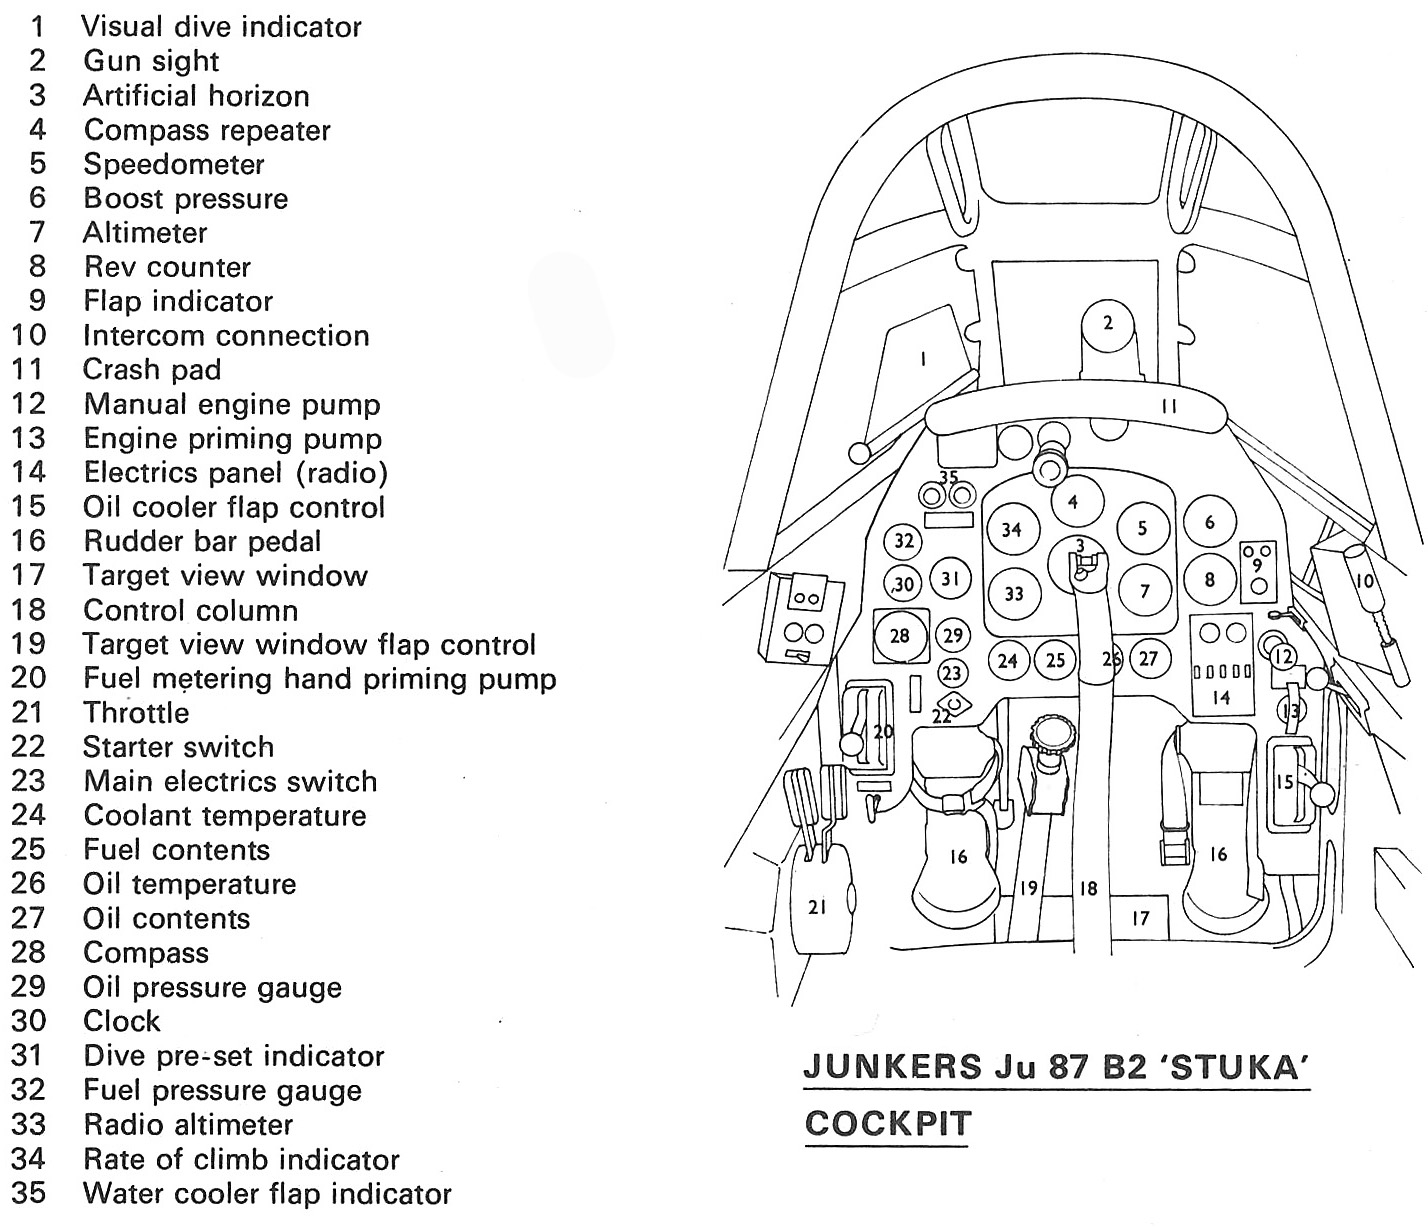 1 Visual dive indicator
2 Gun sight
3 Artificial horizon
4 Compass repeater
5 Speedometer
6 Boost pressure
7 Altimeter
8 Rev counter
9 Flap indicator
10 Intercom connection
11 Crash pad
12 Manual engine pump
13 Engine priming pump
14 Electrics panel (radio)
15 Oil cooler flap control
16 Rudder bar pedal
17 Target view window
18 Control column
19 Target view window flap control
20 Fuel metering hand priming pump
21 Throttle
22 Starter switch
23 Main electrics switch
24 Coolant temperature
25 Fuel contents
26 Oil temperature
27 Oil contents
28 Compass
29 Oil pressure gauge
30 Clock
31 Dive pre-set indicator
32 Fuel pressure gauge
33 Radio altimeter
34 Rate of climb indicator
35 Water cooler flap indicator
2
1
11
35
4
34
5
6
32
3
9
30
31
33
7
8
10
28
29
24
25
26
27
12
23
14
22
13
20
15
16
16
19
18
21
17
JUNKERS Ju 87 B2 'STUKA'
COCKPIT